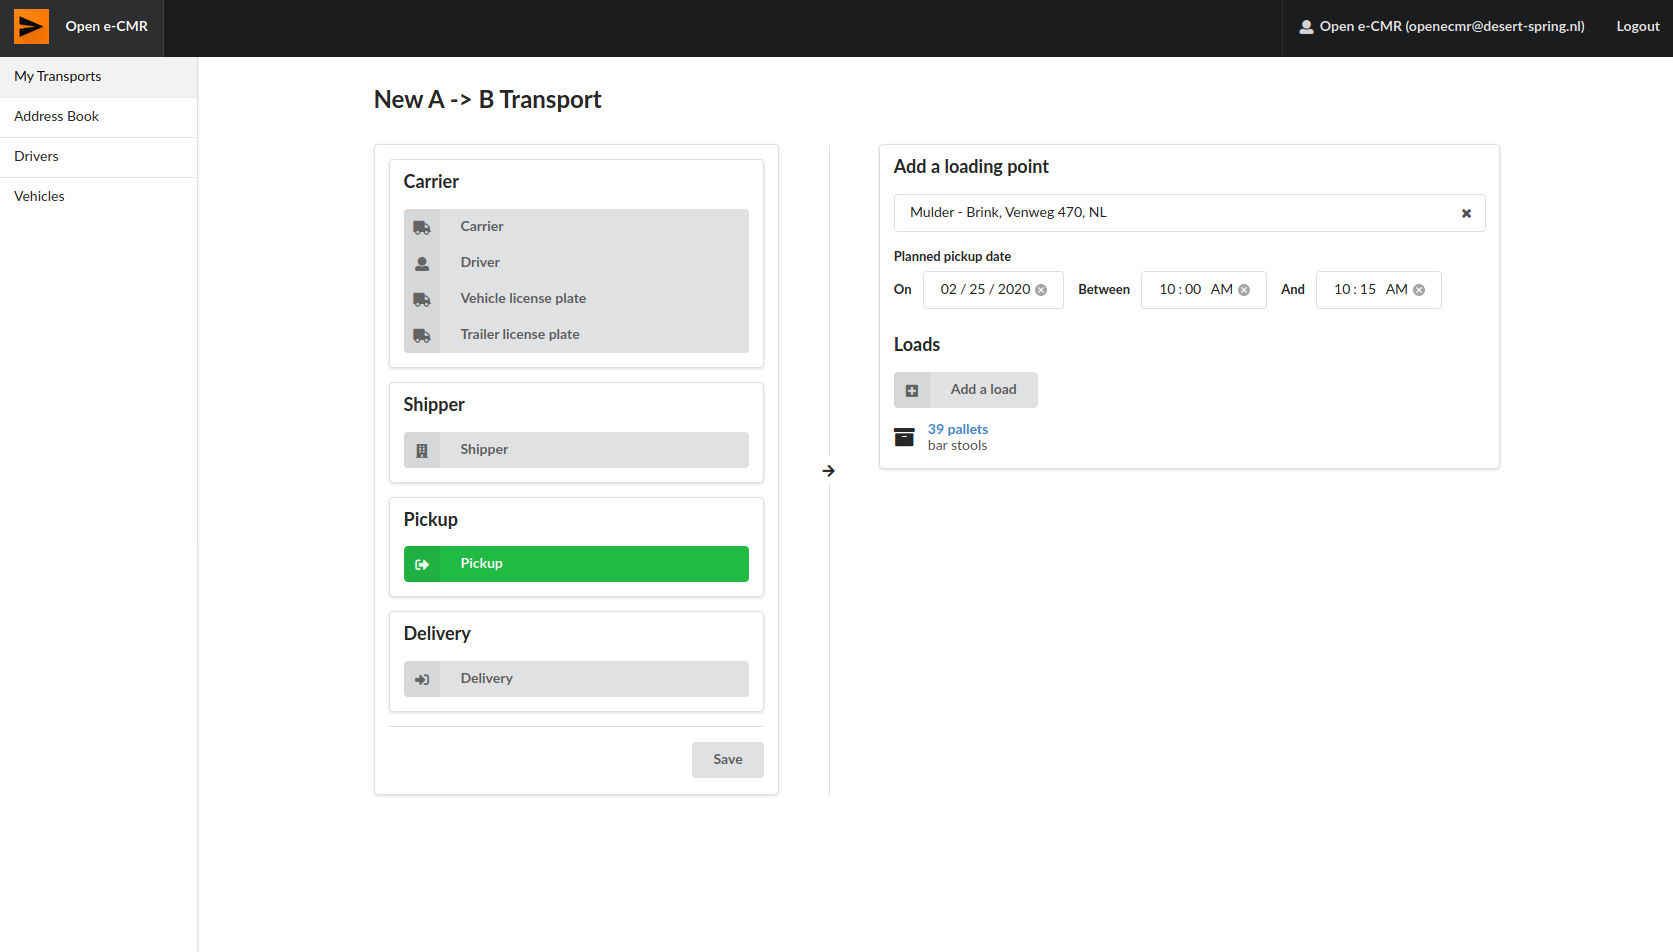 Open e-CMR
Open e-CMR (openecmr@desert-spring.nl)
Logout
My Transports
Address Book
Drivers
Vehicles
New A -> B Transport
Carrier
Carrier
Driver
Vehicle license plate
Trailer license plate
Shipper
Shipper
Pickup
Pickup
Delivery
Delivery
Save
Add a loading point
Mulder - Brink, Venweg 470, NL
Planned pickup date
On 02 / 25 / 2020 Between 10 : 00 AM And 10 : 15 AM
Loads
Add a load
39 pallets
bar stools